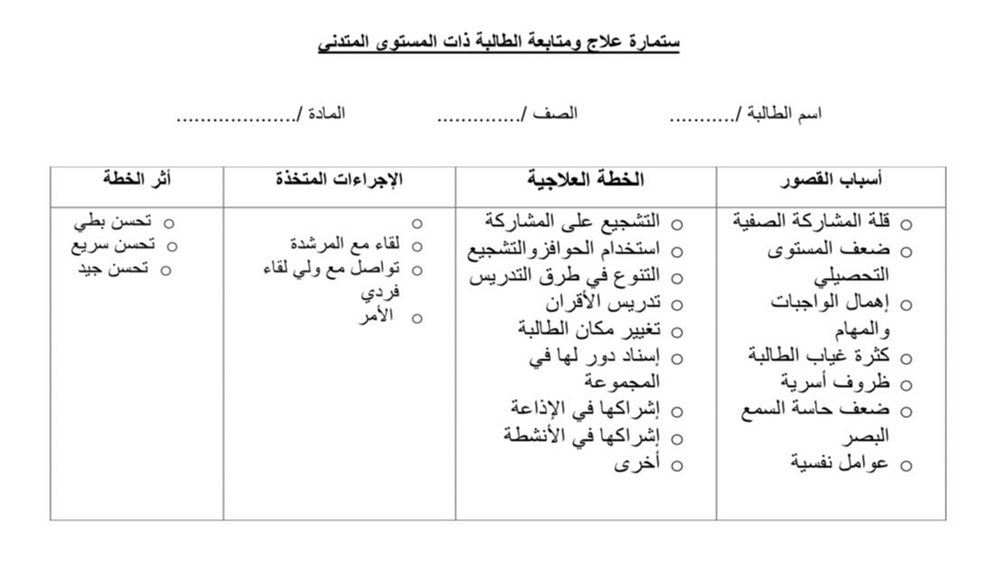 ستمارة علاج ومتابعة الطالبة ذات المستوى المتدني
اسم الطالبة /........... الصف /.............. المادة /....................
أسباب القصور
قلة المشاركة الصفية
ضعف المستوى
التحصيلي
إهمال الواجبات
والمهام
كثرة غياب الطالبة
ظروف أسرية
ضعف حاسة السمع
البصر
عوامل نفسية
الخطة العلاجية
التشجيع على المشاركة
استخدام الحوافزوالتشجيع
التنوع في طرق التدريس
تدريس الأقران
تغيير مكان الطالبة
إسناد دور لها في
المجموعة
إشراكها في الإذاعة
إشراكها في الأنشطة
أخرى
الإجراءات المتخذة
لقاء مع المرشدة
تواصل مع ولي لقاء
فردي
الأمر
أثر الخطة
تحسن بطي
تحسن سريع
تحسن جيد